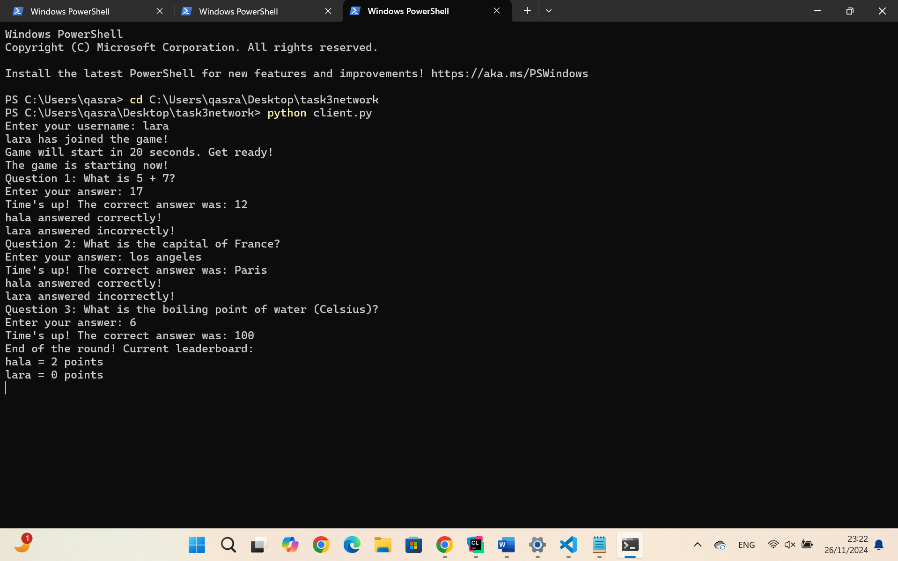 Windows PowerShell
Windows PowerShell
Windows PowerShell
Windows PowerShell
Copyright (C) Microsoft Corporation. All rights reserved.
Install the latest PowerShell for new features and improvements! https://aka.ms/PSWindows
PS C:\Users\qasra> cd C:\Users\qasra\Desktop\task3network
PS C:\Users\qasra\Desktop\task3network> python client.py
Enter your username: lara
lara has joined the game!
Game will start in 20 seconds. Get ready!
The game is starting now!
Question 1: What is 5 + 7?
Enter your answer: 17
Time's up! The correct answer was: 12
hala answered correctly!
lara answered incorrectly!
Question 2: What is the capital of France?
Enter your answer: los angeles
Time's up! The correct answer was: Paris
hala answered correctly!
lara answered incorrectly!
Question 3: What is the boiling point of water (Celsius)?
Enter your answer: 6
Time's up! The correct answer was: 100
End of the round! Current leaderboard:
hala = 2 points
lara = 0 points
1
CL
W
ENG
23:22
26/11/2024